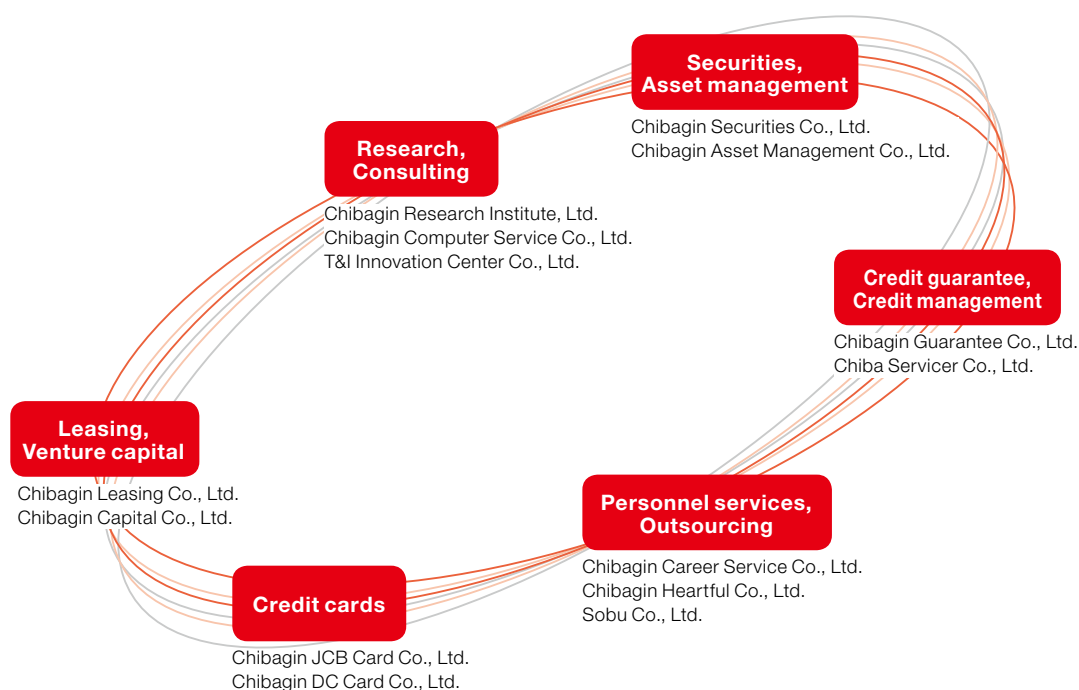 Securities,
Asset management
Chibagin Securities Co., Ltd.
Chibagin Asset Management Co., Ltd.
Research,
Consulting
Chibagin Research Institute, Ltd.
Chibagin Computer Service Co., Ltd.
T&I Innovation Center Co., Ltd.
Credit guarantee,
Credit management
Chibagin Guarantee Co., Ltd.
Chiba Servicer Co., Ltd.
Leasing,
Venture capital
Chibagin Leasing Co., Ltd.
Chibagin Capital Co., Ltd.
Personnel services,
Outsourcing
Chibagin Career Service Co., Ltd.
Chibagin Heartful Co., Ltd.
Sobu Co., Ltd.
Credit cards
Chibagin JCB Card Co., Ltd.
Chibagin DC Card Co., Ltd.